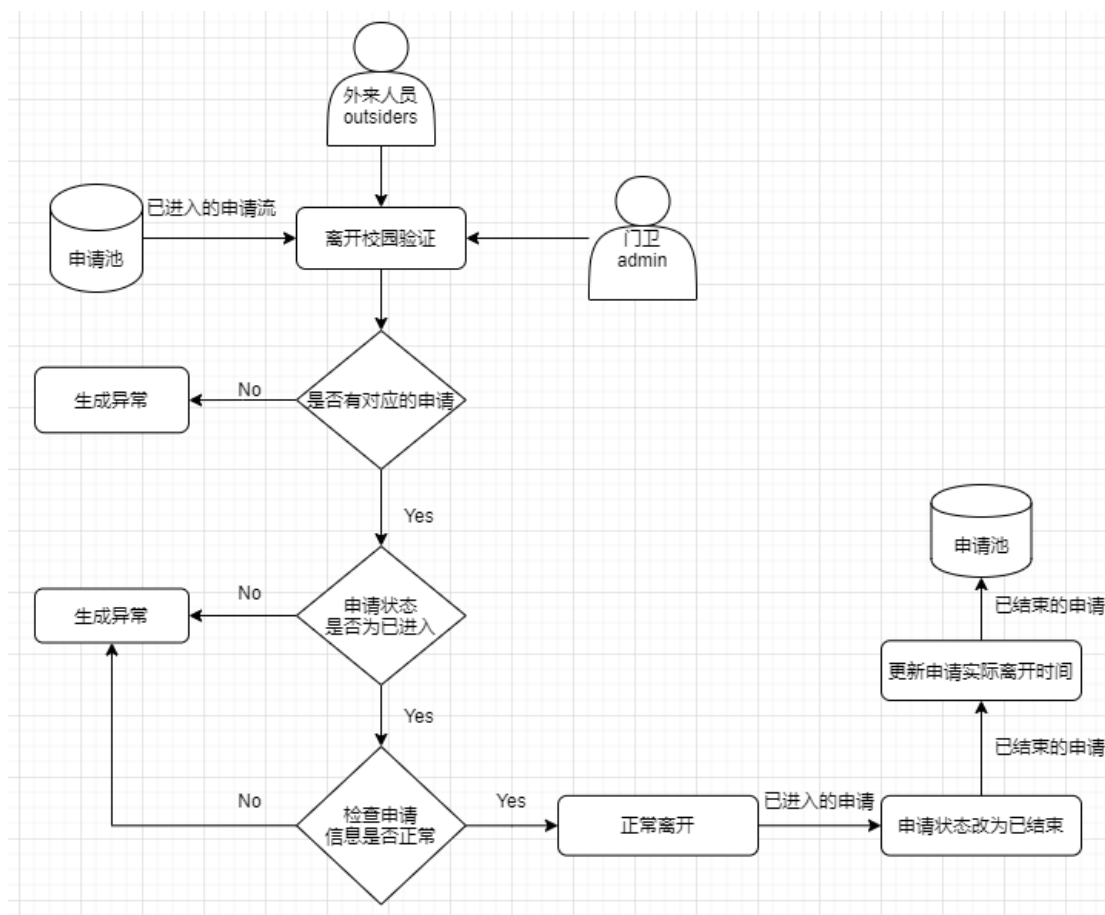 外来人员
outsiders
已进入的申请流
申请池
离开校园验证
门卫
admin
是否有对应的申请
No
生成异常
Yes
申请状态
是否为已进入
No
生成异常
Yes
检查申请
信息是否正常
No
Yes
正常离开
已进入的申请
申请状态改为已结束
已结束的申请
更新申请实际离开时间
已结束的申请
申请池